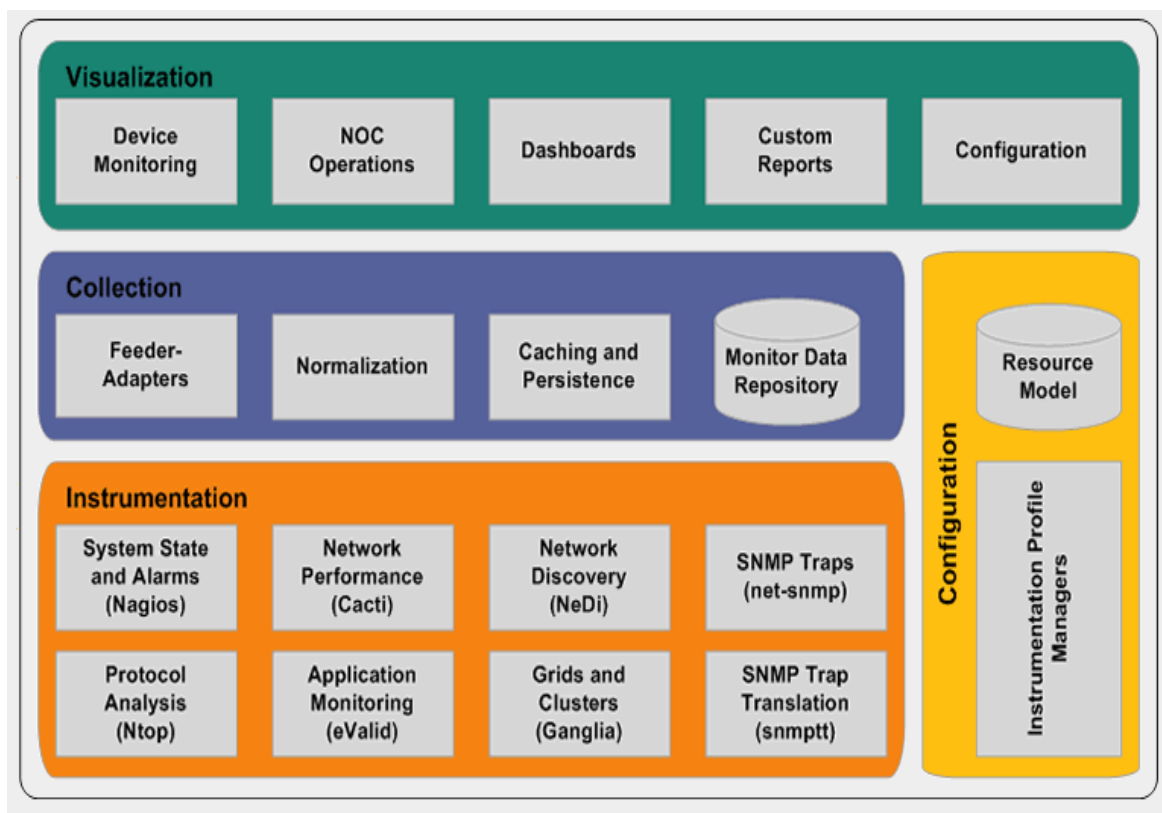 Visualization
Device
Monitoring
NOC
Operations
Dashboards
Custom
Reports
Configuration
Collection
Feeder-
Adapters
Normalization
Caching and
Persistence
Monitor Data
Repository
Instrumentation
System State
and Alarms
(Nagios)
Network
Performance
(Cacti)
Network
Discovery
(NeDi)
SNMP Traps
(net-snmp)
Protocol
Analysis
(Ntop)
Application
Monitoring
(eValid)
Grids and
Clusters
(Ganglia)
SNMP Trap
Translation
(snmptt)
Configuration
Resource
Model
Instrumentation Profile
Managers